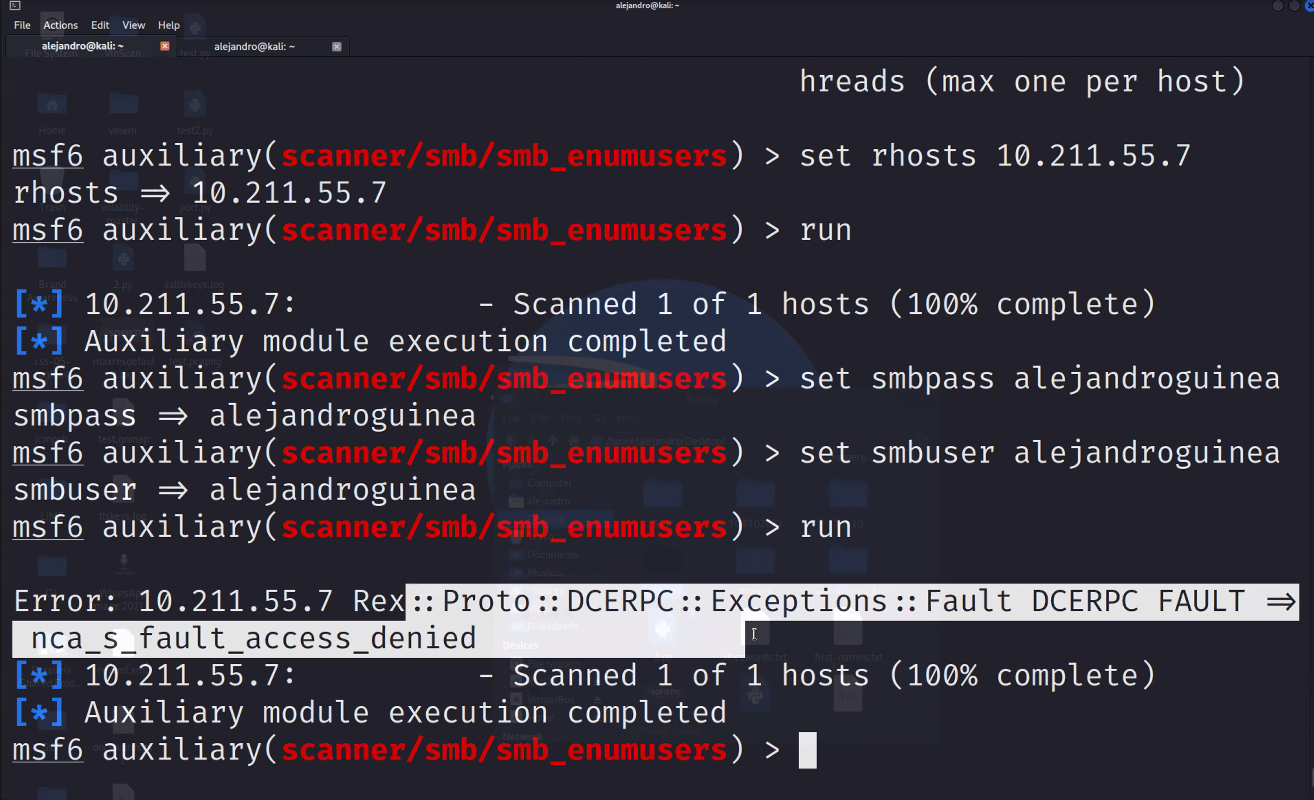 alejandro@kali: ~
File Actions Edit View Help
alejandro@kali: ~ alejandro@kali: ~
hreads (max one per host)
msf6 auxiliary(scanner/smb/smb_enumusers) > set rhosts 10.211.55.7
rhosts => 10.211.55.7
msf6 auxiliary(scanner/smb/smb_enumusers) > run
[*] 10.211.55.7: - Scanned 1 of 1 hosts (100% complete)
[*] Auxiliary module execution completed
msf6 auxiliary(scanner/smb/smb_enumusers) > set smbpass alejandroguinea
smbpass => alejandroguinea
msf6 auxiliary(scanner/smb/smb_enumusers) > set smbuser alejandroguinea
smbuser => alejandroguinea
msf6 auxiliary(scanner/smb/smb_enumusers) > run
Error: 10.211.55.7 Rex::Proto::DCERPC::Exceptions::Fault DCERPC FAULT =>
nca_s_fault_access_denied
[*] 10.211.55.7: - Scanned 1 of 1 hosts (100% complete)
[*] Auxiliary module execution completed
msf6 auxiliary(scanner/smb/smb_enumusers) >